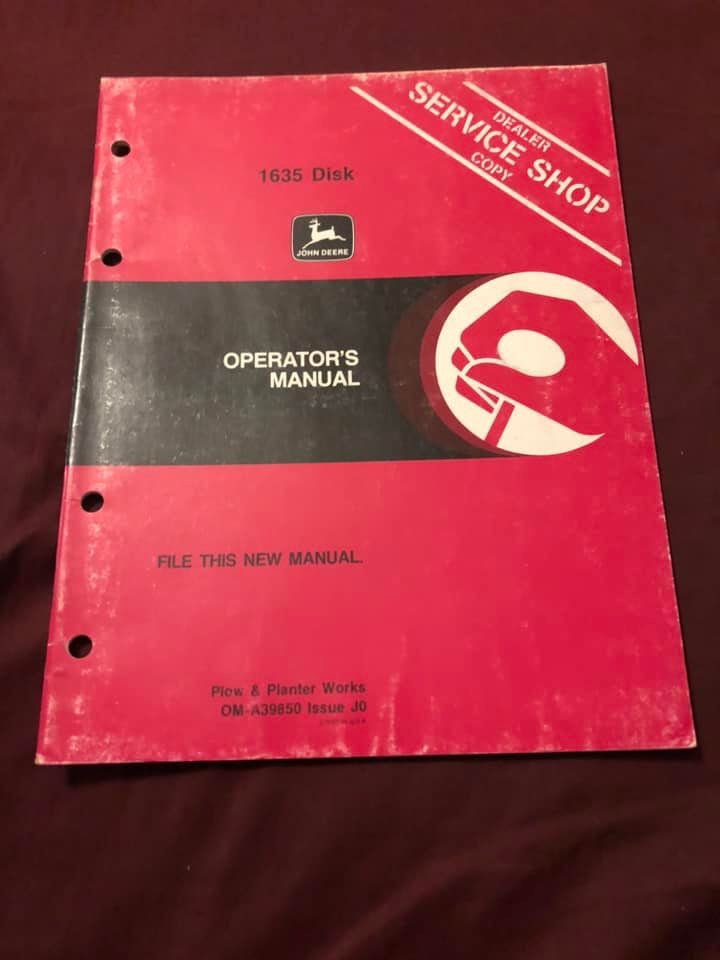 DEALER
SERVICE SHOP
COPY
1635 Disk
JOHN DEERE
OPERATOR'S
MANUAL
FILE THIS NEW MANUAL.
Plow & Planter Works
OM-A39850 Issue J0